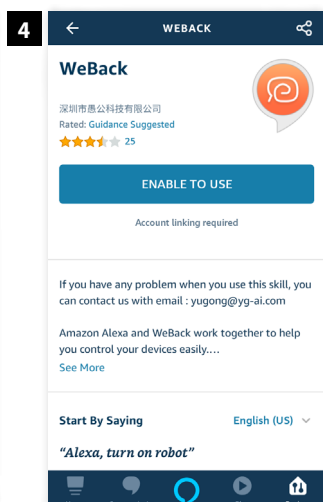 4
WEBACK
WeBack
深圳市愚公科技有限公司
Rated: Guidance Suggested
25
ENABLE TO USE
Account linking required
If you have any problem when you use this skill, you
can contact us with email : yugong@yg-ai.com
Amazon Alexa and WeBack work together to help
you control your devices easily....
See More
Start By Saying
English (US)
“Alexa, turn on robot”